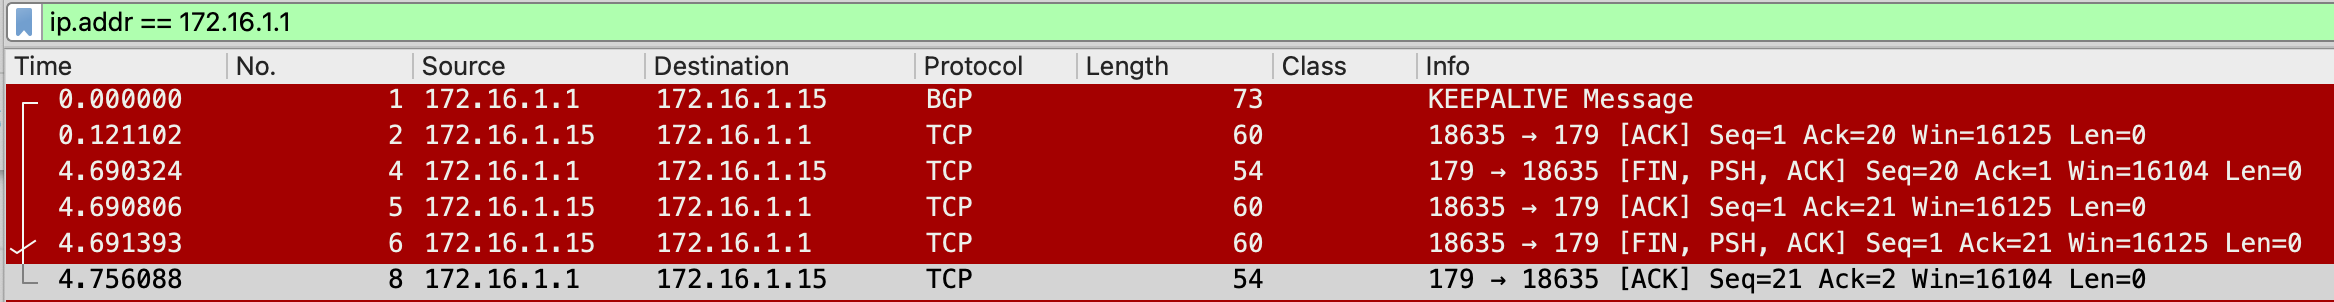 ip.addr == 172.16.1.1
Time No. Source Destination Protocol Length Class Info
0.000000 1 172.16.1.1 172.16.1.15 BGP 73 KEEPALIVE Message
0.121102 2 172.16.1.15 172.16.1.1 TCP 60 18635 → 179 [ACK] Seq=1 Ack=20 Win=16125 Len=0
4.690324 4 172.16.1.1 172.16.1.15 TCP 54 179 → 18635 [FIN, PSH, ACK] Seq=20 Ack=1 Win=16104 Len=0
4.690806 5 172.16.1.15 172.16.1.1 TCP 60 18635 → 179 [ACK] Seq=1 Ack=21 Win=16125 Len=0
4.691393 6 172.16.1.15 172.16.1.1 TCP 60 18635 → 179 [FIN, PSH, ACK] Seq=1 Ack=21 Win=16125 Len=0
4.756088 8 172.16.1.1 172.16.1.15 TCP 54 179 → 18635 [ACK] Seq=21 Ack=2 Win=16104 Len=0